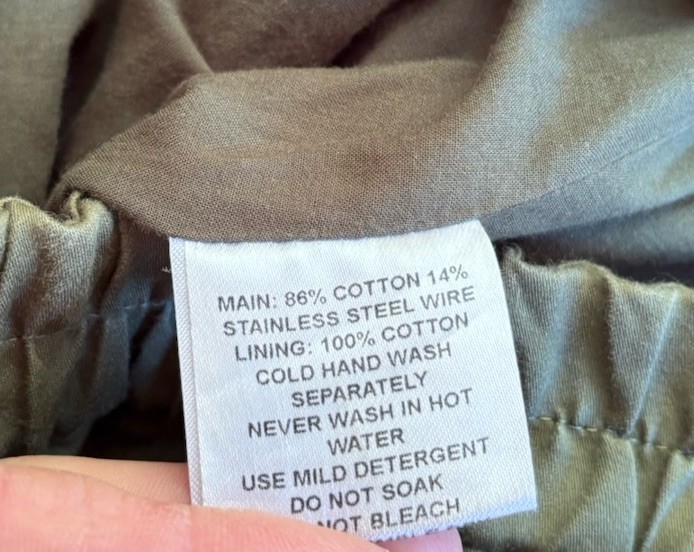 MAIN: 86% COTTON 14%
STAINLESS STEEL WIRE
LINING: 100% COTTON
COLD HAND WASH
SEPARATELY
NEVER WASH IN HOT
WATER
USE MILD DETERGENT
DO NOT SOAK
NOT BLEACH